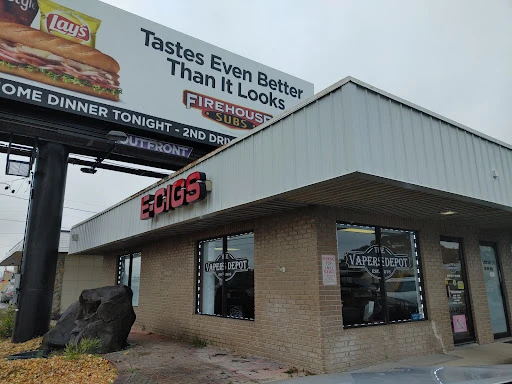 Lay's
Tastes Even Better
Than It Looks
FIREHOUSE
SUBS
OME DINNER TONIGHT - 2ND DRI
OUTFRONT
E-CIGS
VAPERS DEPOT
VAPERS DEPOT